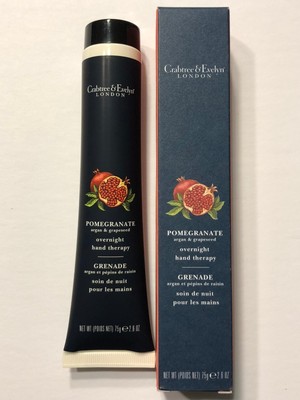 Crabtree & Evelyn
LONDON
POMEGRANATE
argan & grapeseed
overnight
hand therapy
GRENADE
argan et pépins de raisin
soin de nuit
pour les mains
NET WT (POIDS NET) 75g ℮ 2.6 OZ
Crabtree & Evelyn
LONDON
POMEGRANATE
argan & grapeseed
overnight
hand therapy
GRENADE
argan et pépins de raisin
soin de nuit
pour les mains
NET WT (POIDS NET) 75g ℮ 2.6 OZ